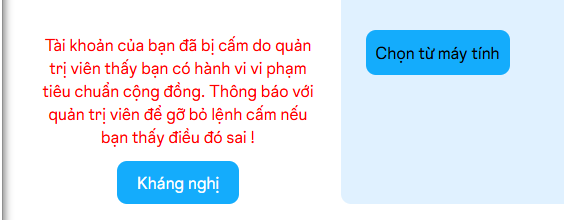 Tài khoản của bạn đã bị cấm do quản
trị viên thấy bạn có hành vi vi phạm
tiêu chuẩn cộng đồng. Thông báo với
quản trị viên để gỡ bỏ lệnh cấm nếu
bạn thấy điều đó sai !
Kháng nghị
Chọn từ máy tính